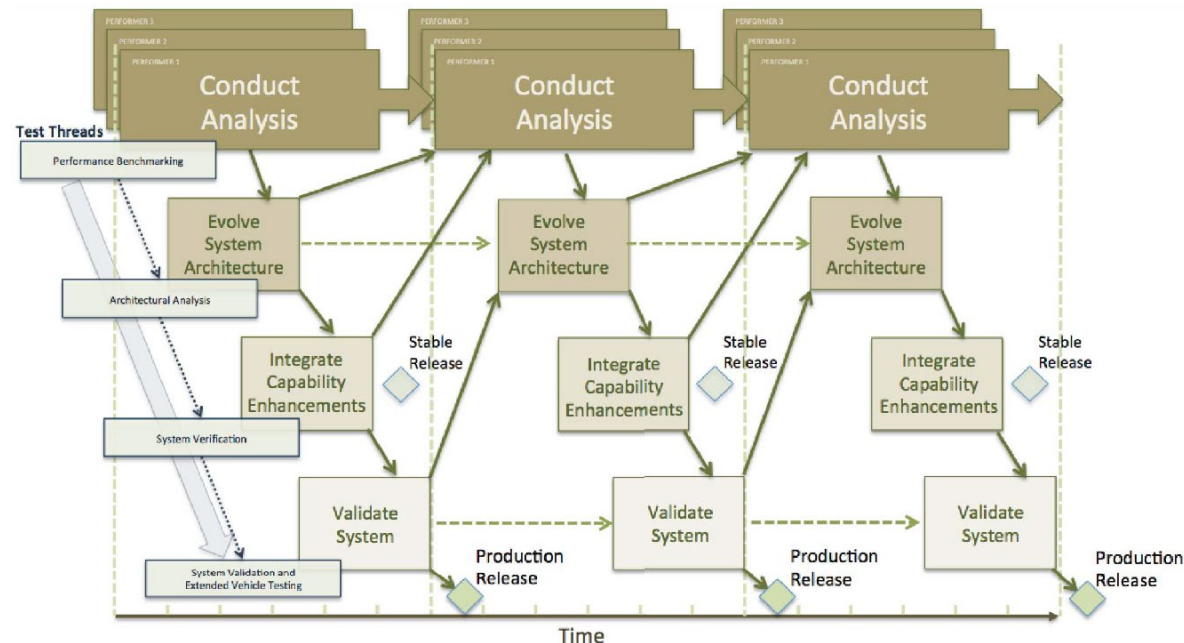 PERFORMER 3
PERFORMER 2
PERFORMER 1
Conduct
Analysis
PERFORMER 3
PERFORMER 2
PERFORMER 1
Conduct
Analysis
PERFORMER 3
PERFORMER 2
PERFORMER 1
Conduct
Analysis
Test Threads
Performance Benchmarking
Evolve
System
Architecture
Evolve
System
Architecture
Evolve
System
Architecture
Architectural Analysis
Integrate
Capability
Enhancements
Stable
Release
Integrate
Capability
Enhancements
Stable
Release
Integrate
Capability
Enhancements
Stable
Release
System Verification
Validate
System
Validate
System
Validate
System
System Validation and
Extended Vehicle Testing
Production
Release
Production
Release
Production
Release
Time